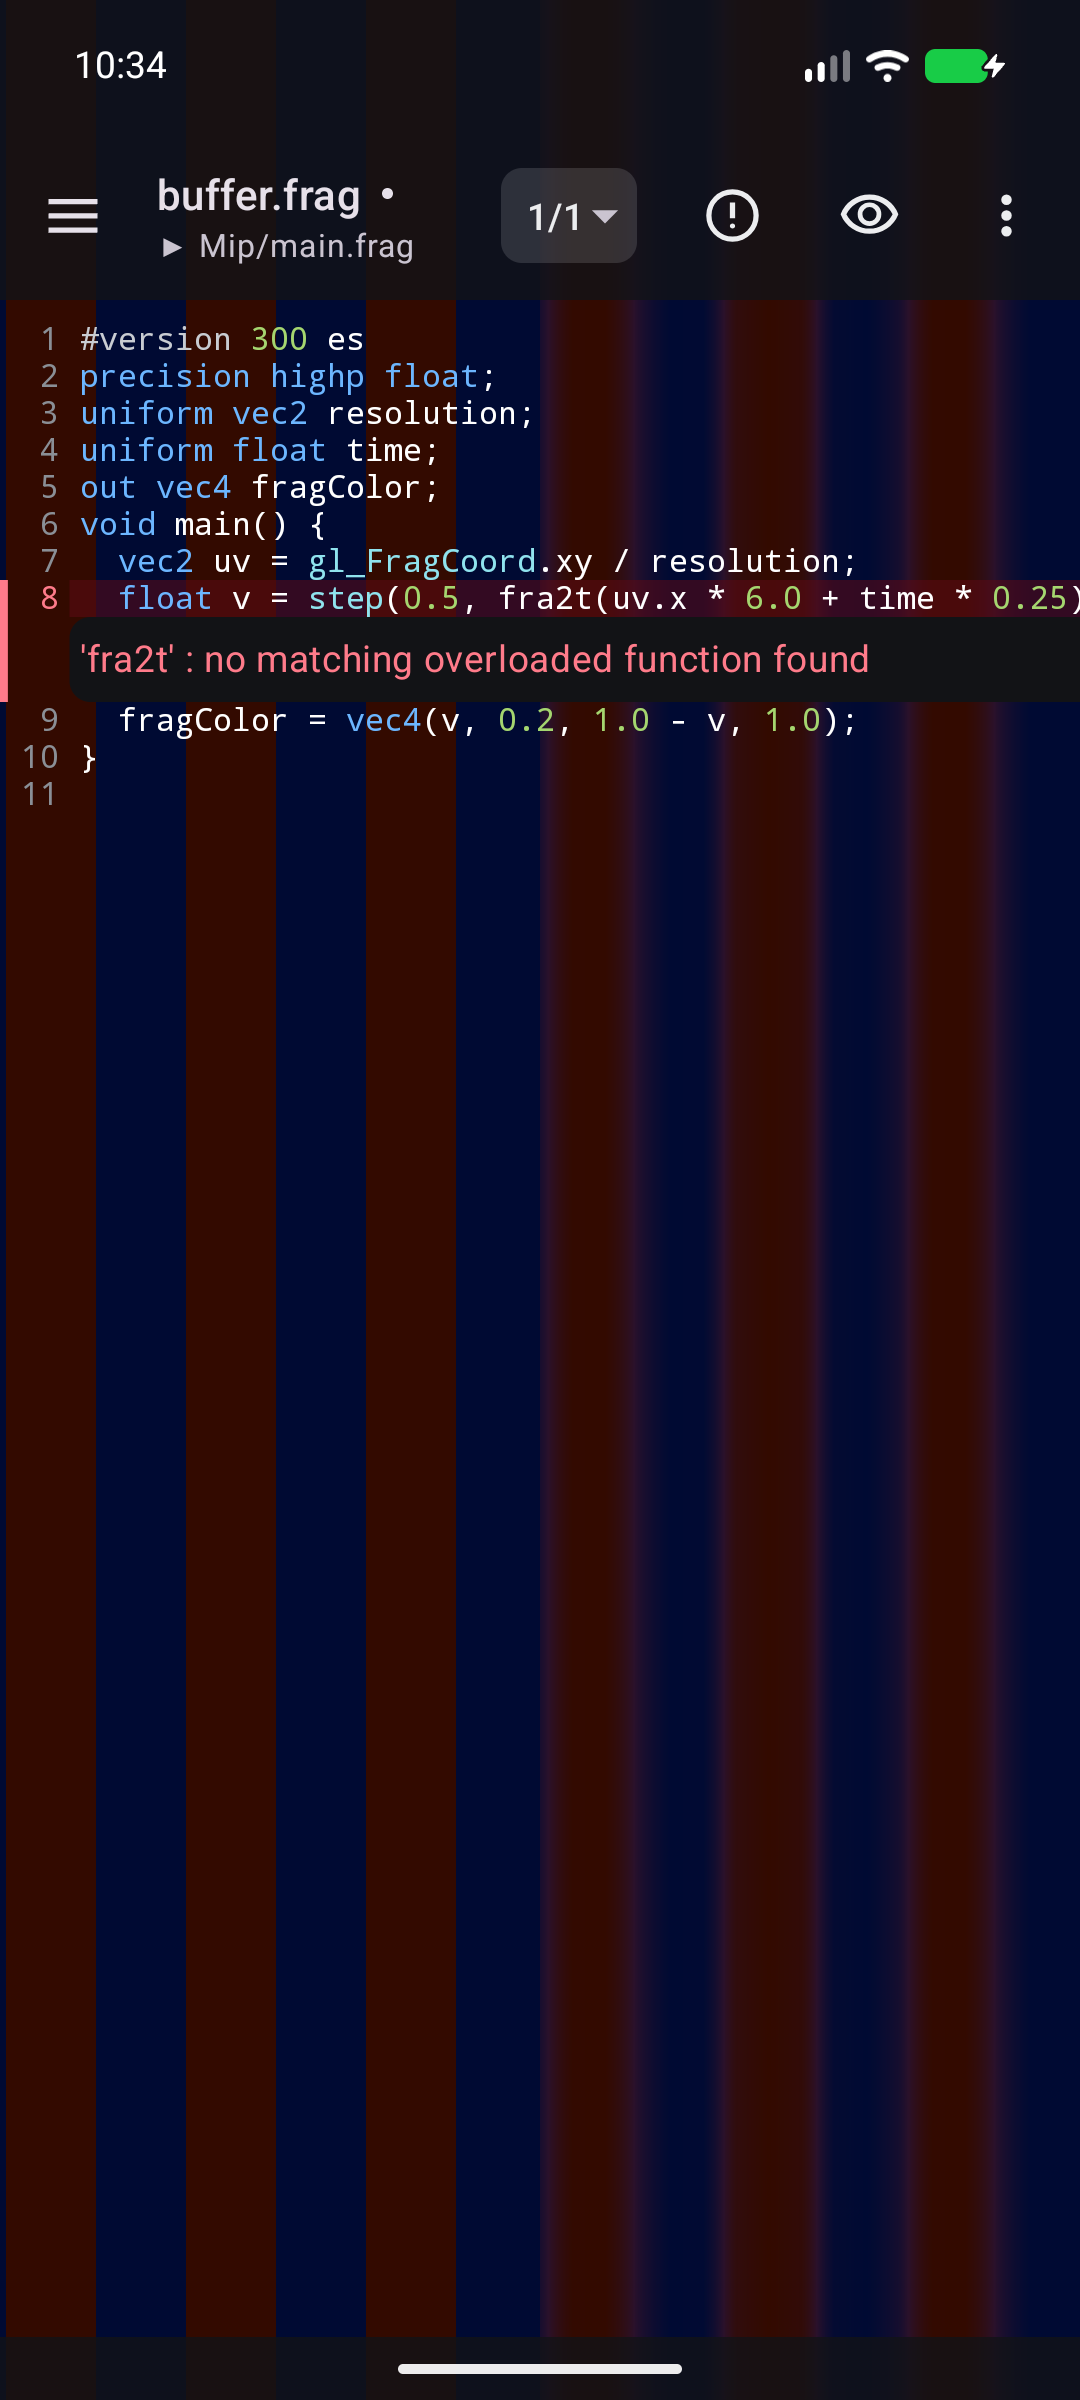 10:34
buffer.frag •
► Mip/main.frag
1/1
1 #version 300 es
2 precision highp float;
3 uniform vec2 resolution;
4 uniform float time;
5 out vec4 fragColor;
6 void main() {
7   vec2 uv = gl_FragCoord.xy / resolution;
8   float v = step(0.5, fra2t(uv.x * 6.0 + time * 0.25)
'fra2t' : no matching overloaded function found
9   fragColor = vec4(v, 0.2, 1.0 - v, 1.0);
10 }
11